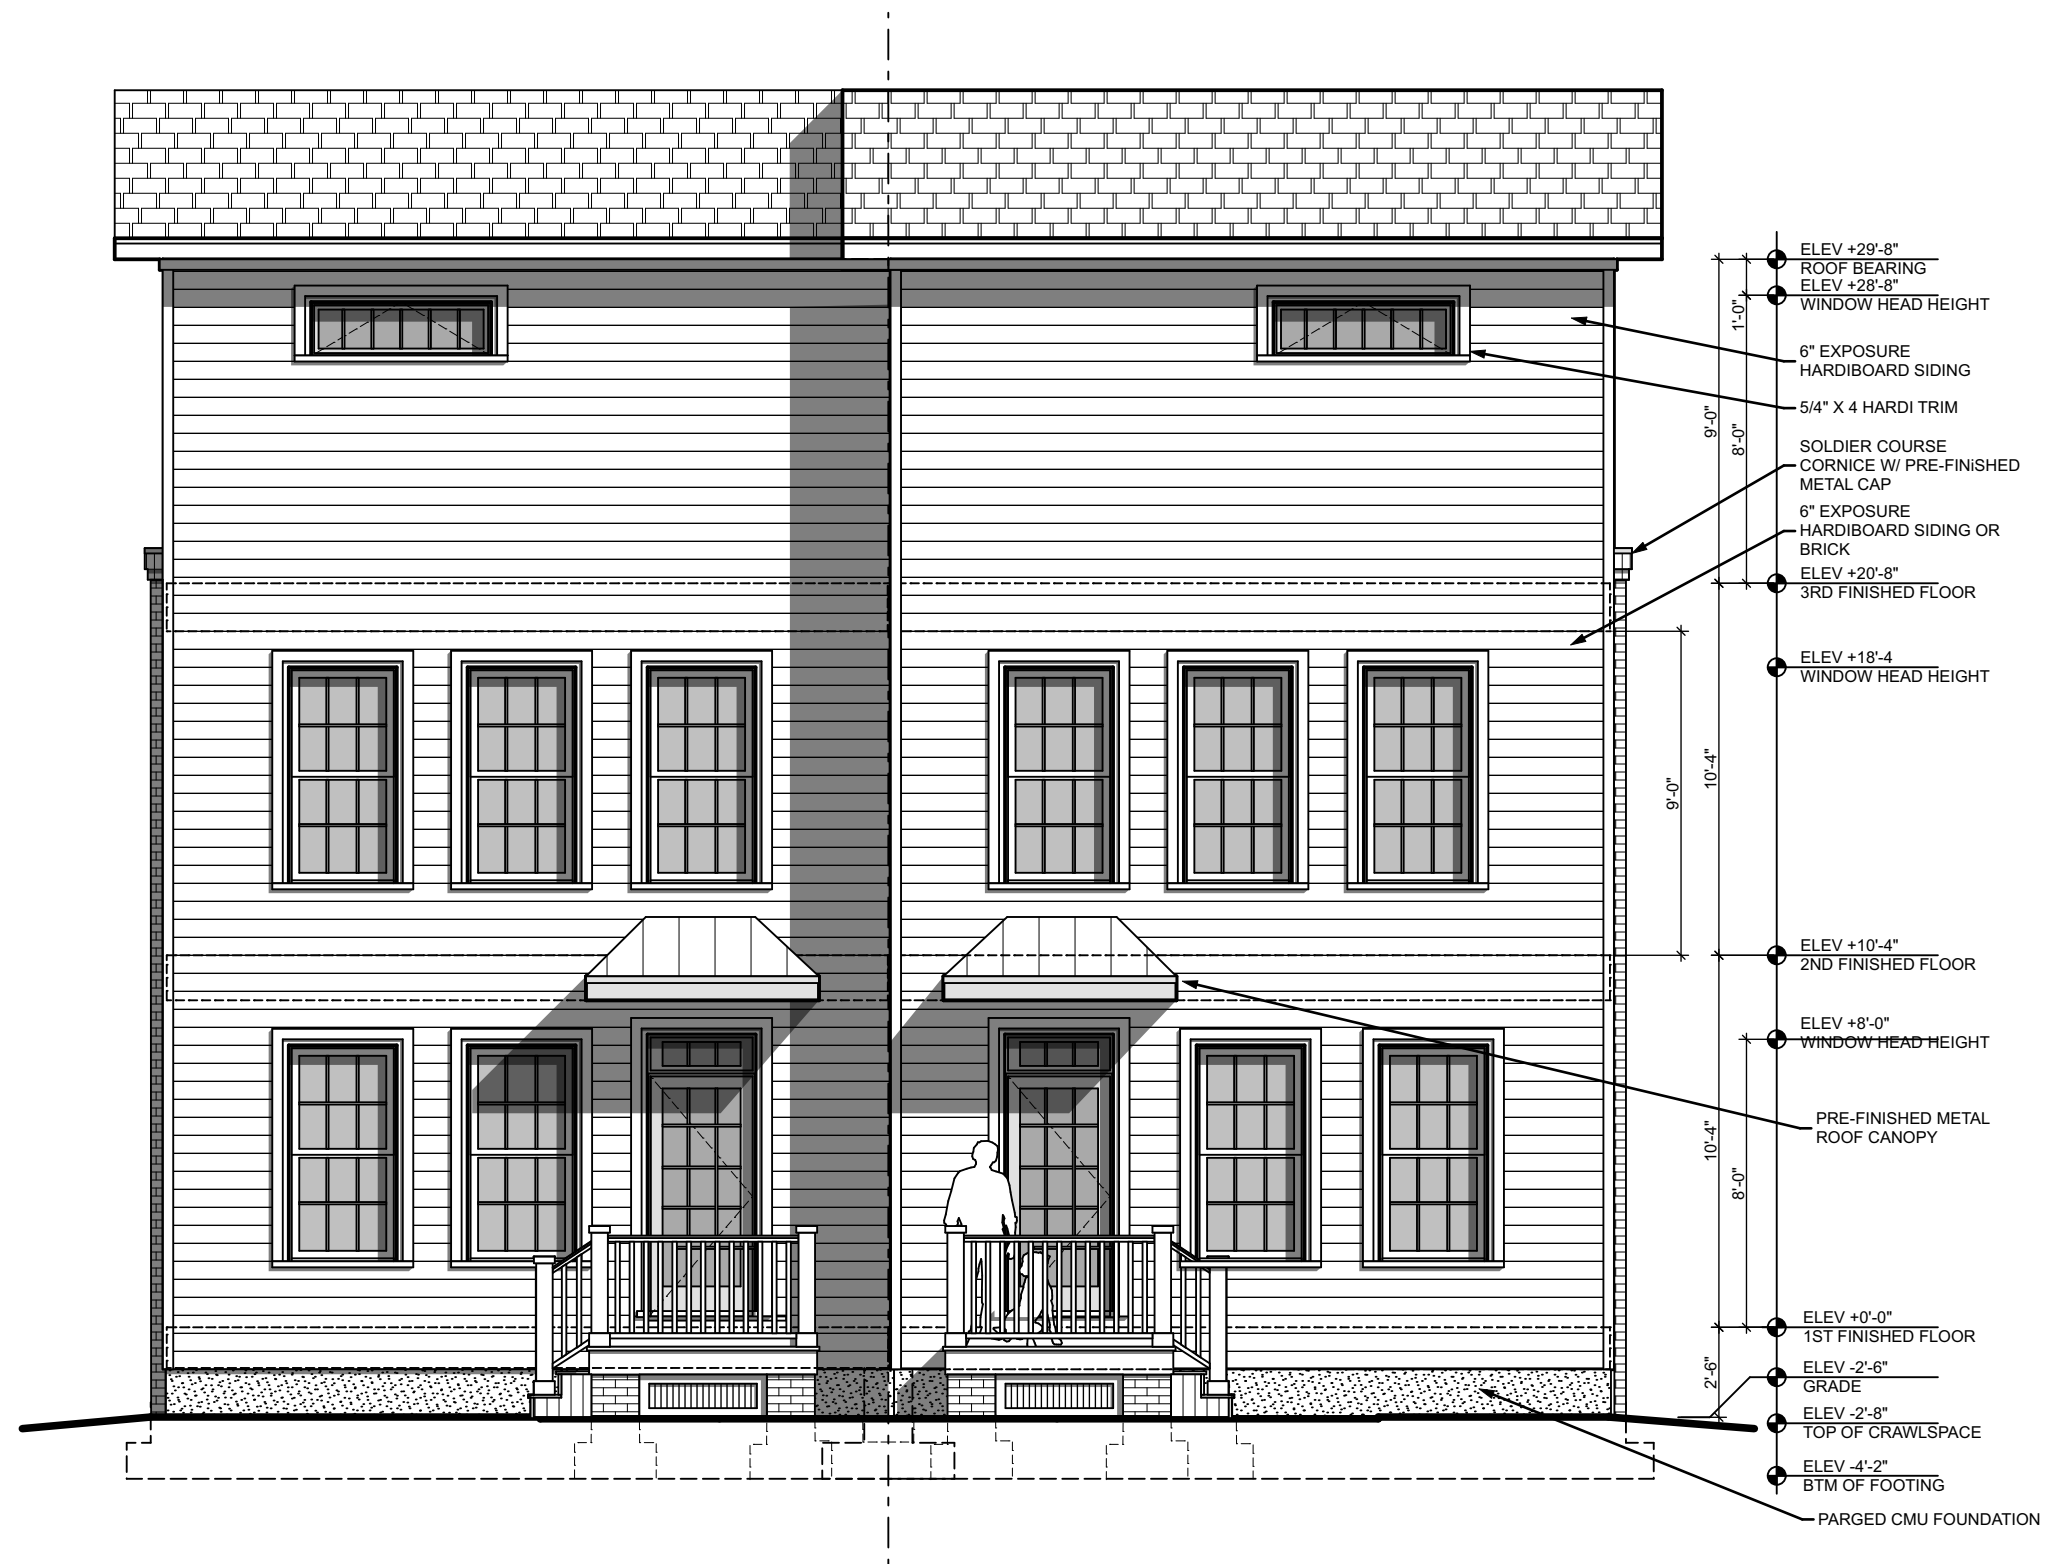 ELEV +29'-8"
ROOF BEARING
ELEV +28'-8"
WINDOW HEAD HEIGHT
1'-0"
6" EXPOSURE
HARDIBOARD SIDING
5/4" X 4 HARDI TRIM
9'-0"
8'-0"
SOLDIER COURSE
CORNICE W/ PRE-FINiSHED
METAL CAP
6" EXPOSURE
HARDIBOARD SIDING OR
BRICK
ELEV +20'-8"
3RD FINISHED FLOOR
ELEV +18'-4
WINDOW HEAD HEIGHT
9'-0"
10'-4"
ELEV +10'-4"
2ND FINISHED FLOOR
ELEV +8'-0"
WINDOW HEAD HEIGHT
PRE-FINISHED METAL
ROOF CANOPY
10'-4"
8'-0"
ELEV +0'-0"
1ST FINISHED FLOOR
2'-6"
ELEV -2'-6"
GRADE
ELEV -2'-8"
TOP OF CRAWLSPACE
ELEV -4'-2"
BTM OF FOOTING
PARGED CMU FOUNDATION